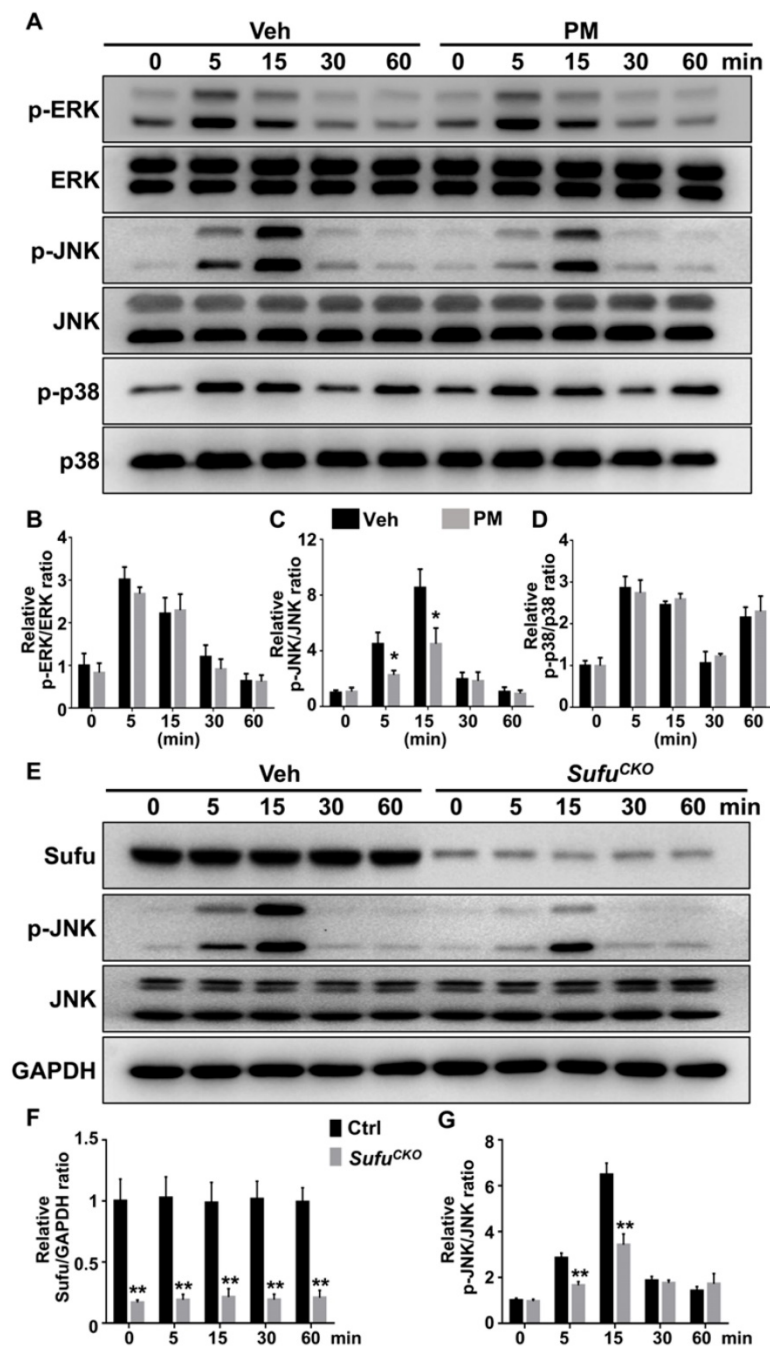 A
Veh PM
0 5 15 30 60 0 5 15 30 60 min
p-ERK
ERK
p-JNK
JNK
p-p38
p38
B
Relative
p-ERK/ERK ratio
4
3
2
1
0
0 5 15 30 60
(min)
C
Veh
PM
Relative
p-JNK/JNK ratio
12
8
4
0
* *
0 5 15 30 60
(min)
D
Relative
p-p38/p38 ratio
4
3
2
1
0
0 5 15 30 60
(min)
E
Veh Sufu^CKO
0 5 15 30 60 0 5 15 30 60 min
Sufu
p-JNK
JNK
GAPDH
F
Ctrl
Sufu^CKO
Relative
Sufu/GAPDH ratio
1.5
1
0.5
0
** ** ** ** **
0 5 15 30 60 min
G
Relative
p-JNK/JNK ratio
8
6
4
2
0
** **
0 5 15 30 60 min